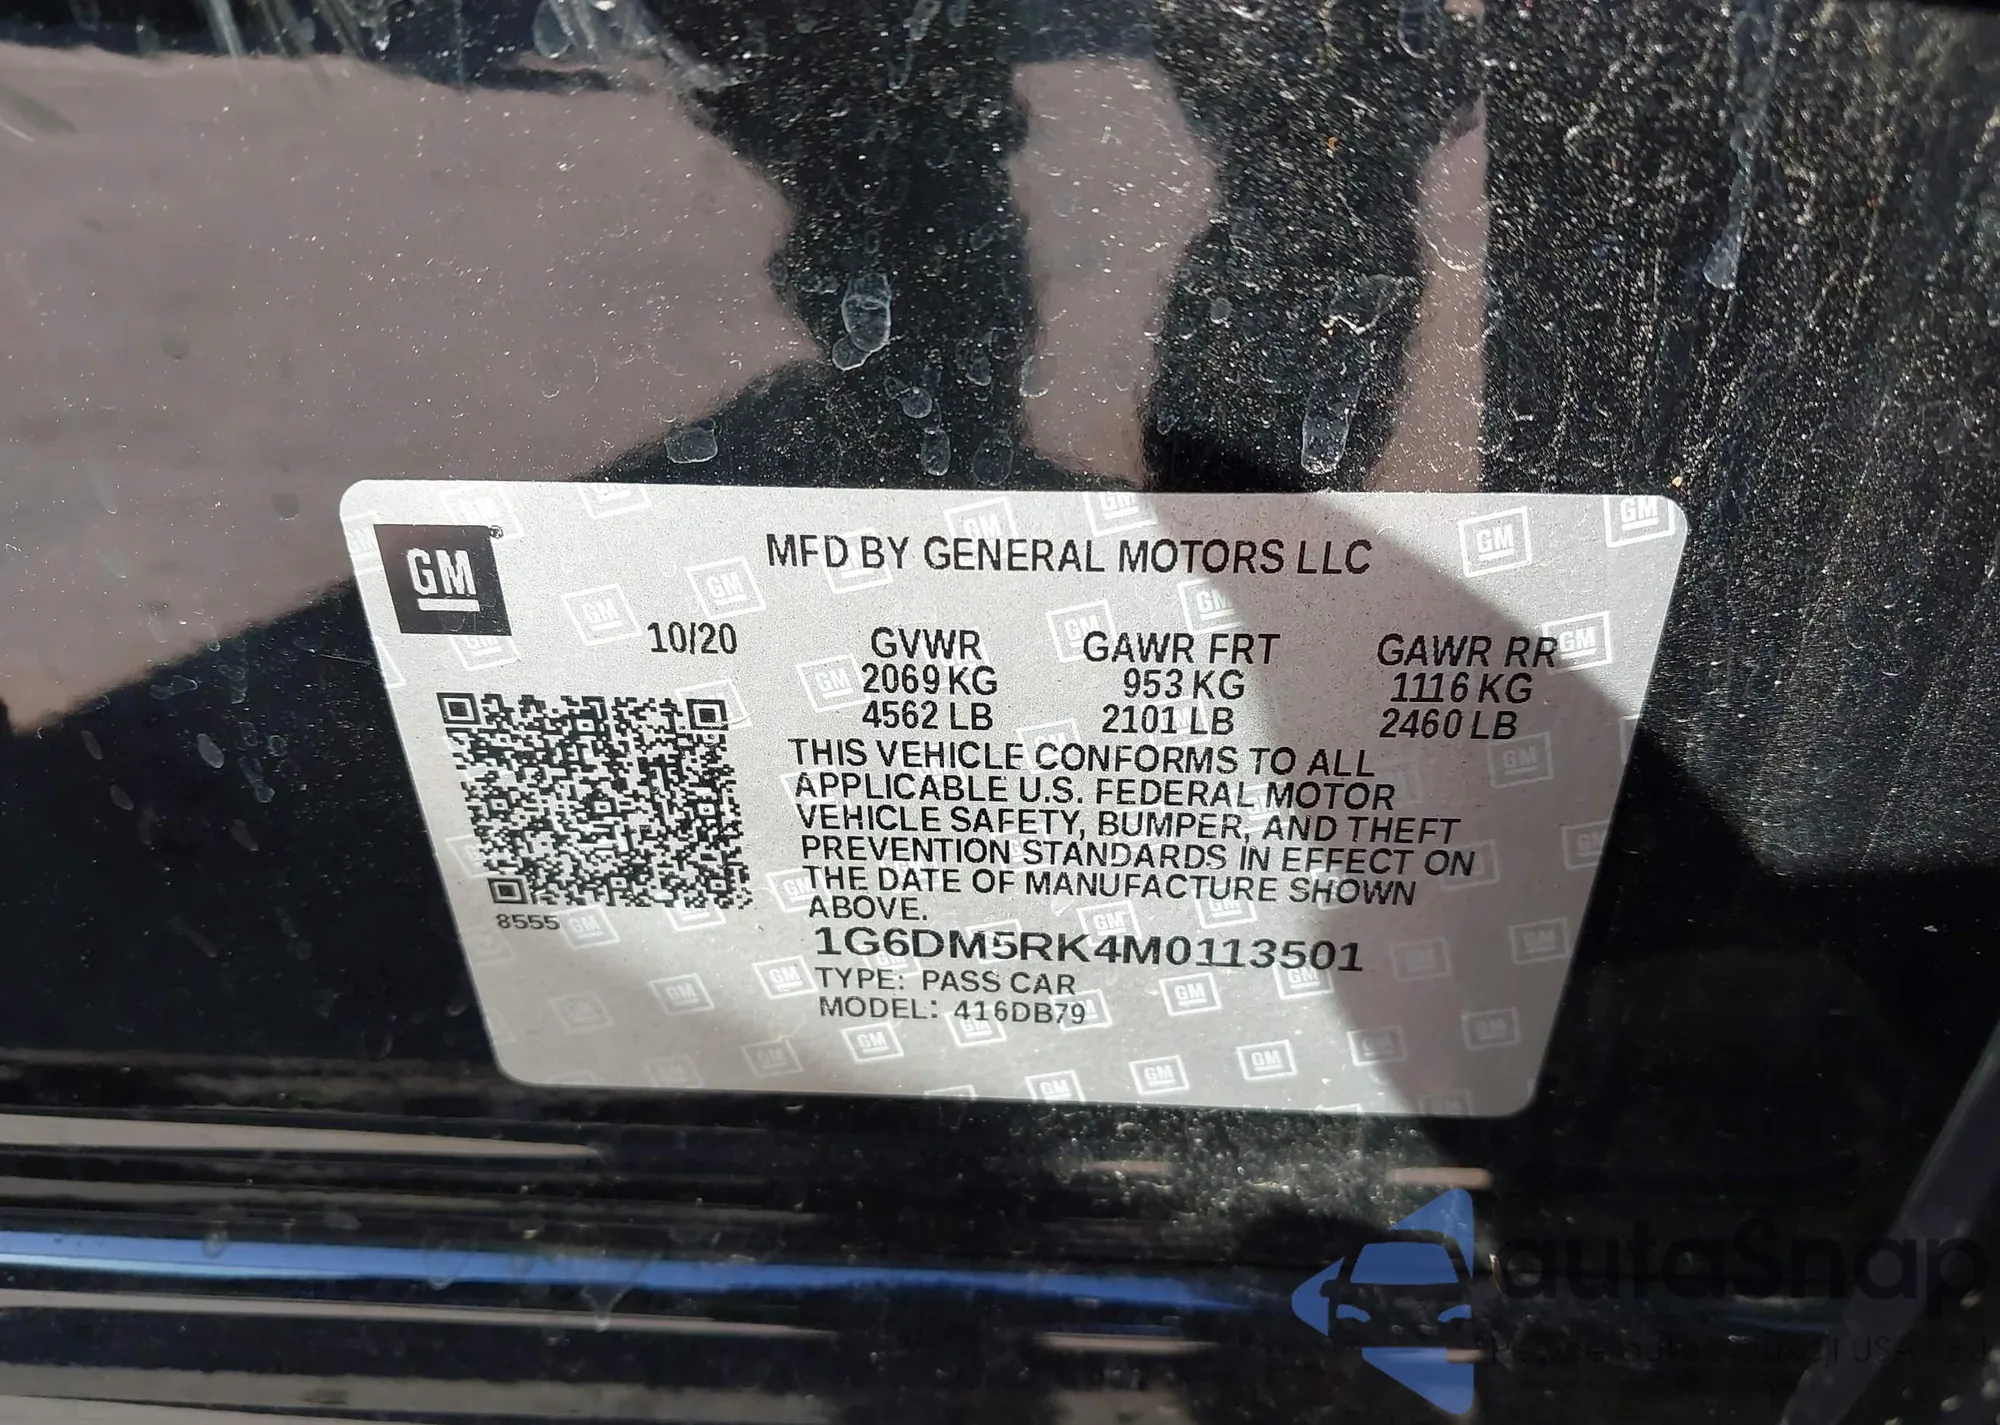 GM
MFD BY GENERAL MOTORS LLC
10/20
GVWR GAWR FRT GAWR RR
2069 KG 953 KG 1116 KG
4562 LB 2101 LB 2460 LB
THIS VEHICLE CONFORMS TO ALL
APPLICABLE U.S. FEDERAL MOTOR
VEHICLE SAFETY, BUMPER, AND THEFT
PREVENTION STANDARDS IN EFFECT ON
THE DATE OF MANUFACTURE SHOWN
ABOVE.
8555
1G6DM5RK4M0113501
TYPE: PASS CAR
MODEL: 416DB79
autaSnap